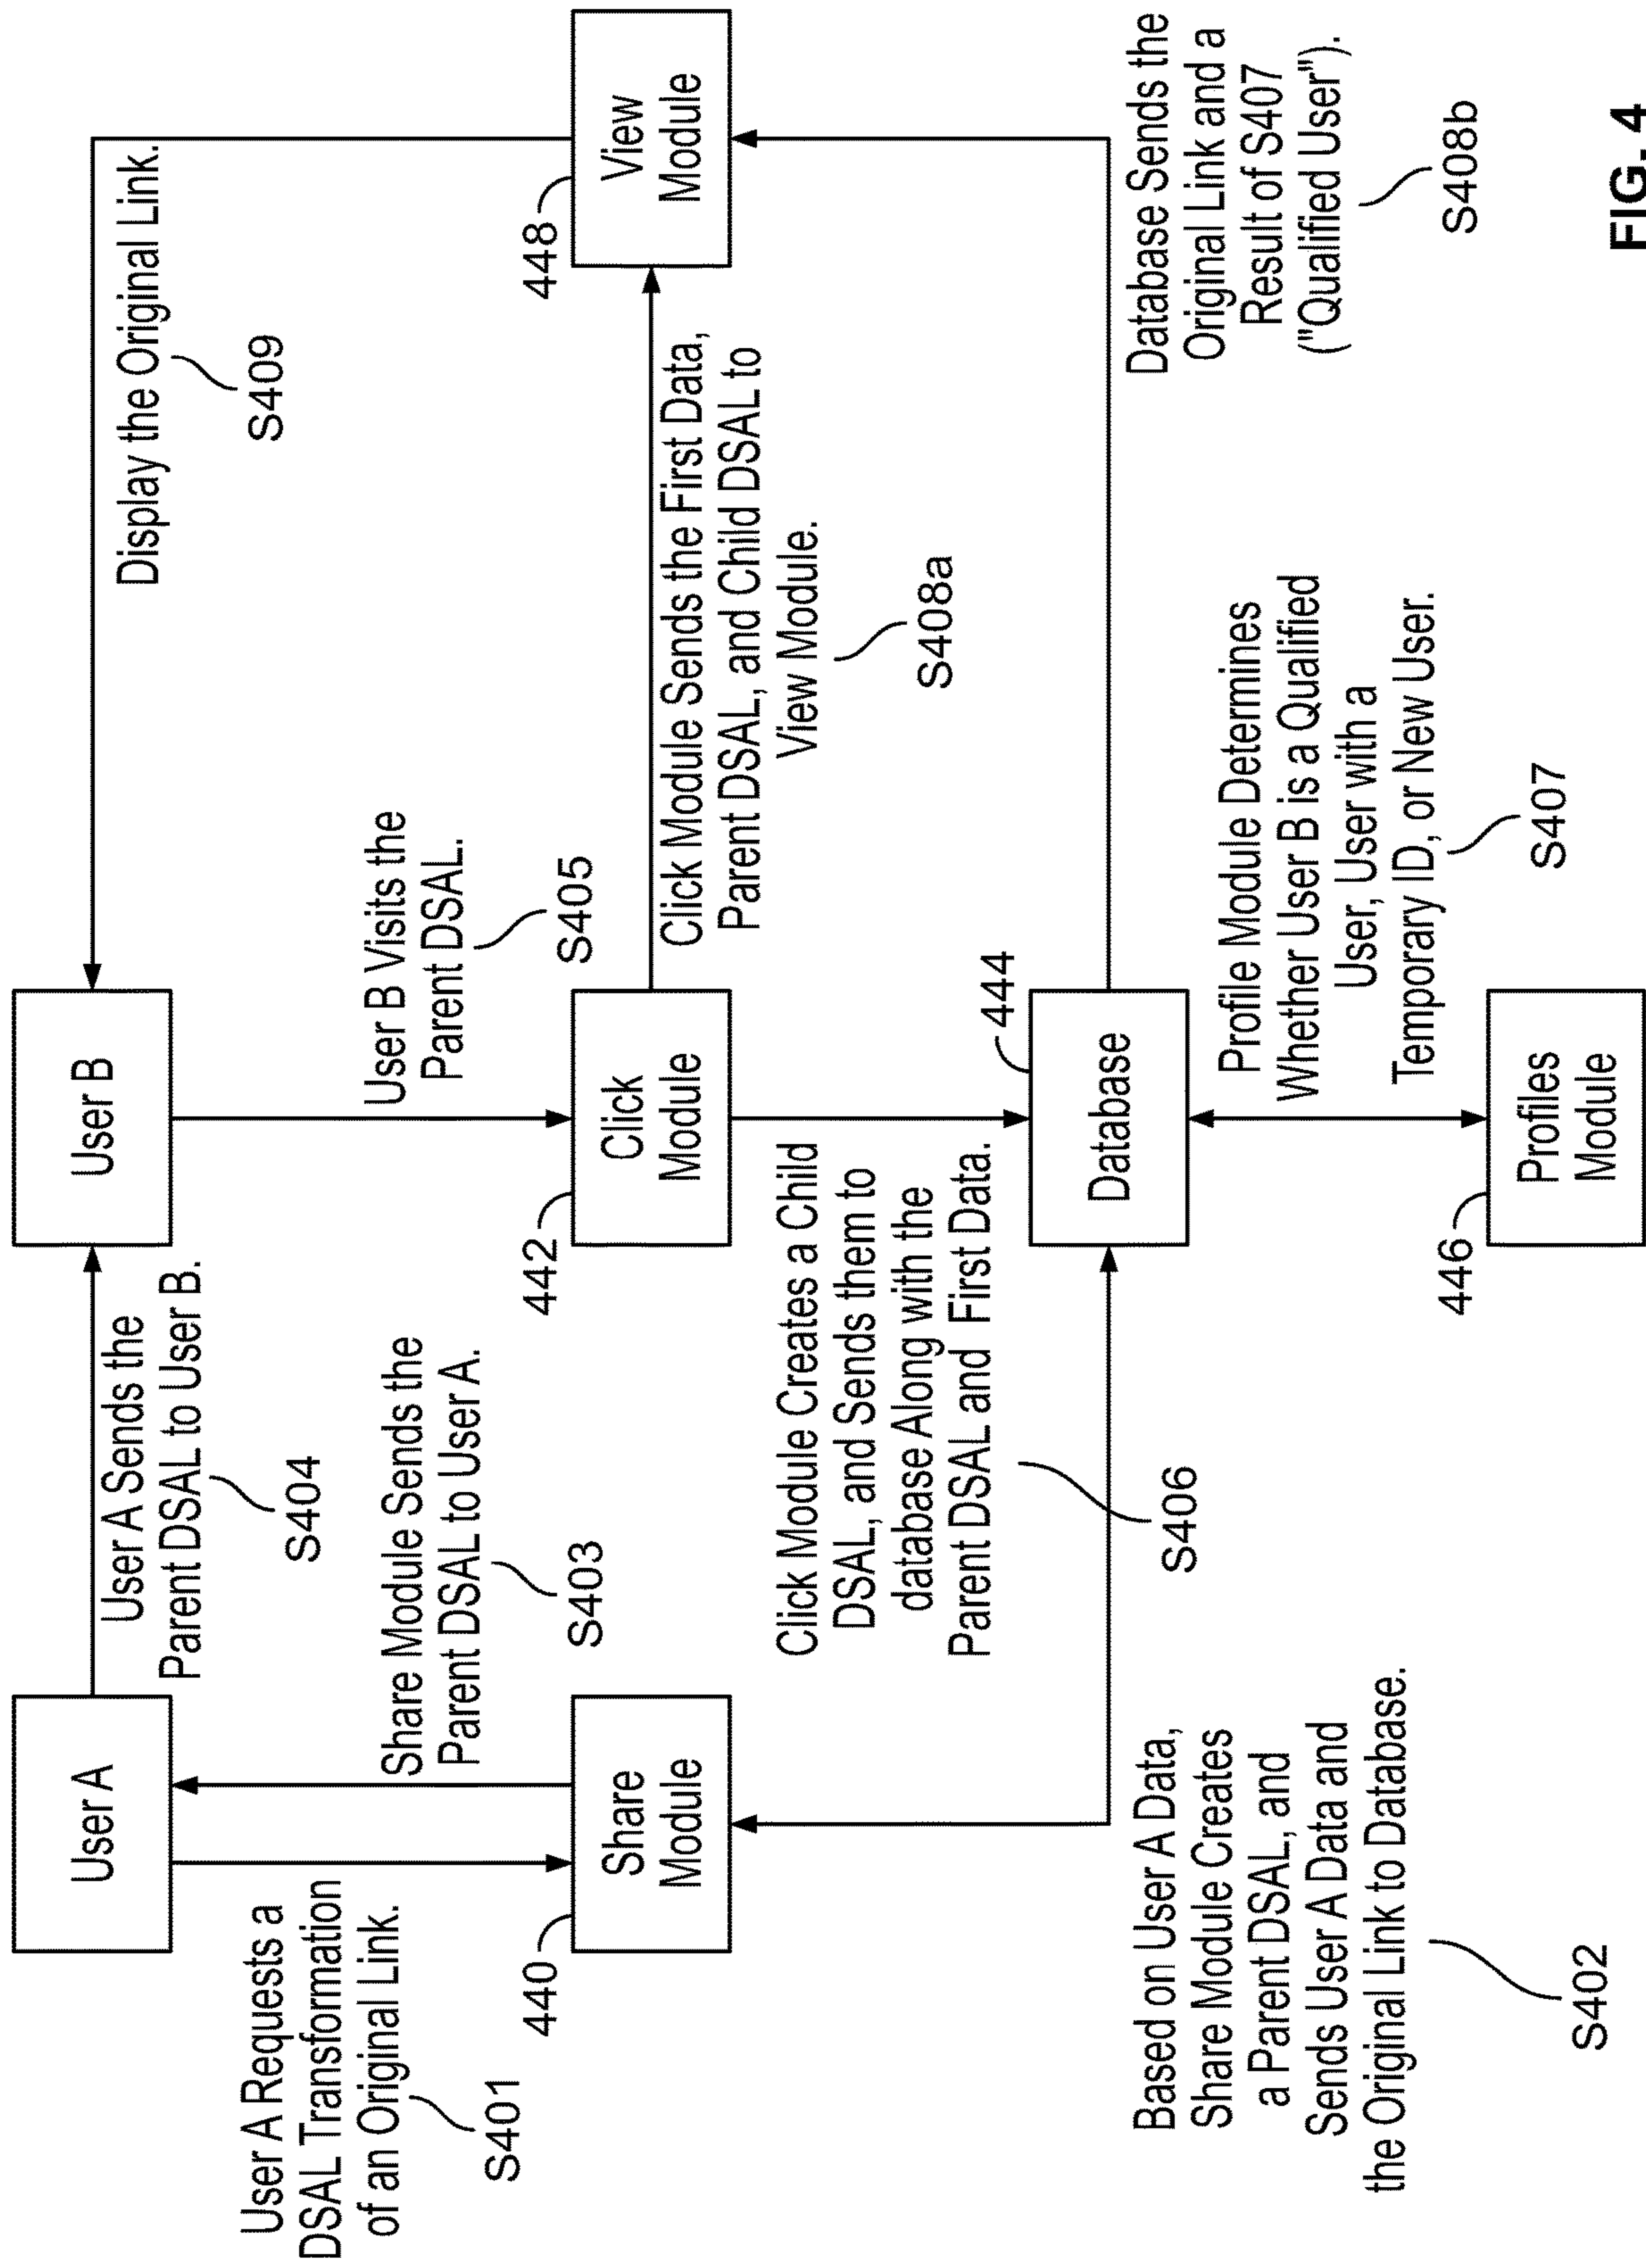 User A
User B
User A Sends the
Parent DSAL to User B.
S404
Display the Original Link.
S409
User A Requests a
DSAL Transformation
of an Original Link.
S401
Share Module Sends the
Parent DSAL to User A.
S403
User B Visits the
Parent DSAL.
S405
440
Share
Module
442
Click
Module
448
View
Module
Click Module Sends the First Data,
Parent DSAL, and Child DSAL to
View Module.
S408a
Click Module Creates a Child
DSAL, and Sends them to
database Along with the
Parent DSAL and First Data.
S406
444
Database
Based on User A Data,
Share Module Creates
a Parent DSAL, and
Sends User A Data and
the Original Link to Database.
S402
Database Sends the
Original Link and a
Result of S407
("Qualified User").
S408b
Profile Module Determines
Whether User B is a Qualified
User, User with a
Temporary ID, or New User.
S407
446
Profiles
Module
FIG. 4